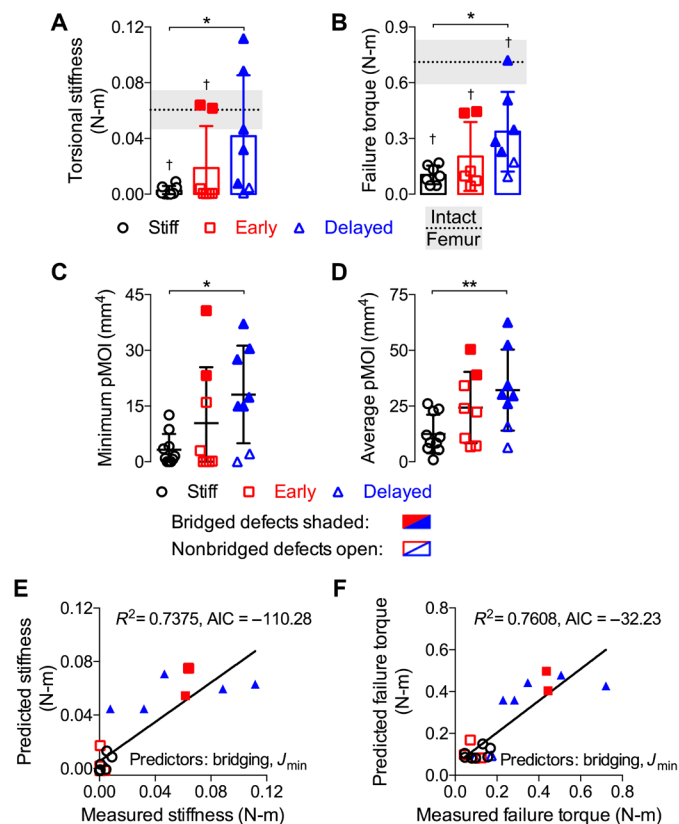 A
*
Torsional stiffness
(N-m)
0.12
0.08
0.04
0.00
†
†
B
*
Failure torque (N-m)
0.9
0.6
0.3
0.0
†
†
†
Stiff Early Delayed
Intact
Femur
C
*
Minimum pMOI (mm⁴)
45
30
15
0
D
**
Average pMOI (mm⁴)
75
50
25
0
Stiff Early Delayed
Bridged defects shaded:
Nonbridged defects open:
E
Predicted stiffness
(N-m)
0.12
0.08
0.04
0.00
R² = 0.7375, AIC = −110.28
Predictors: bridging, Jmin
0.00 0.04 0.08 0.12
Measured stiffness (N-m)
F
Predicted failure torque
(N-m)
0.8
0.6
0.4
0.2
0.0
R² = 0.7608, AIC = −32.23
Predictors: bridging, Jmin
0.0 0.2 0.4 0.6 0.8
Measured failure torque (N-m)